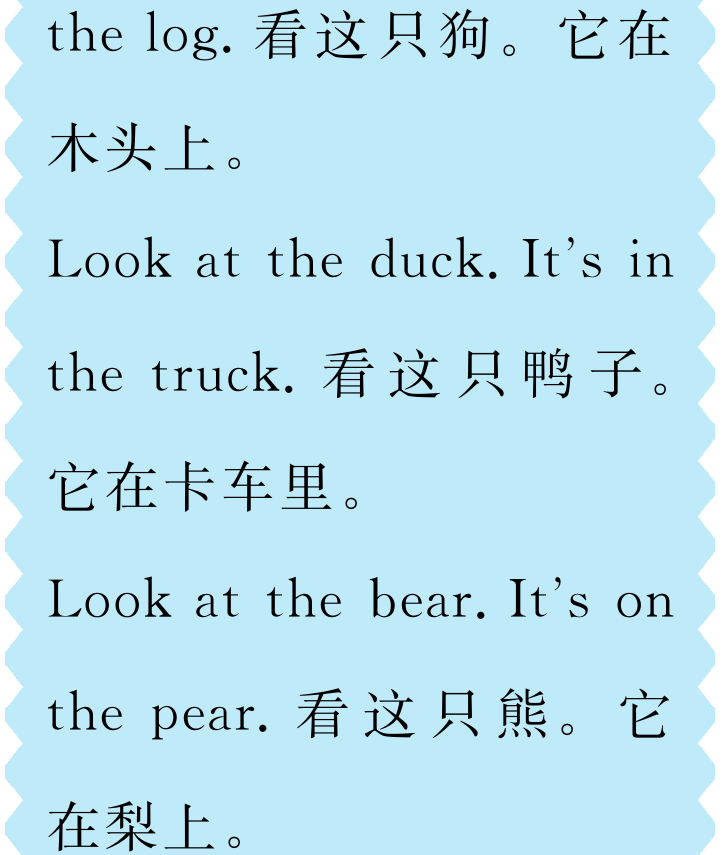 the log. 看这只狗。它在
木头上。
Look at the duck. It’s in
the truck. 看这只鸭子。
它在卡车里。
Look at the bear. It’s on
the pear. 看这只熊。它
在梨上。